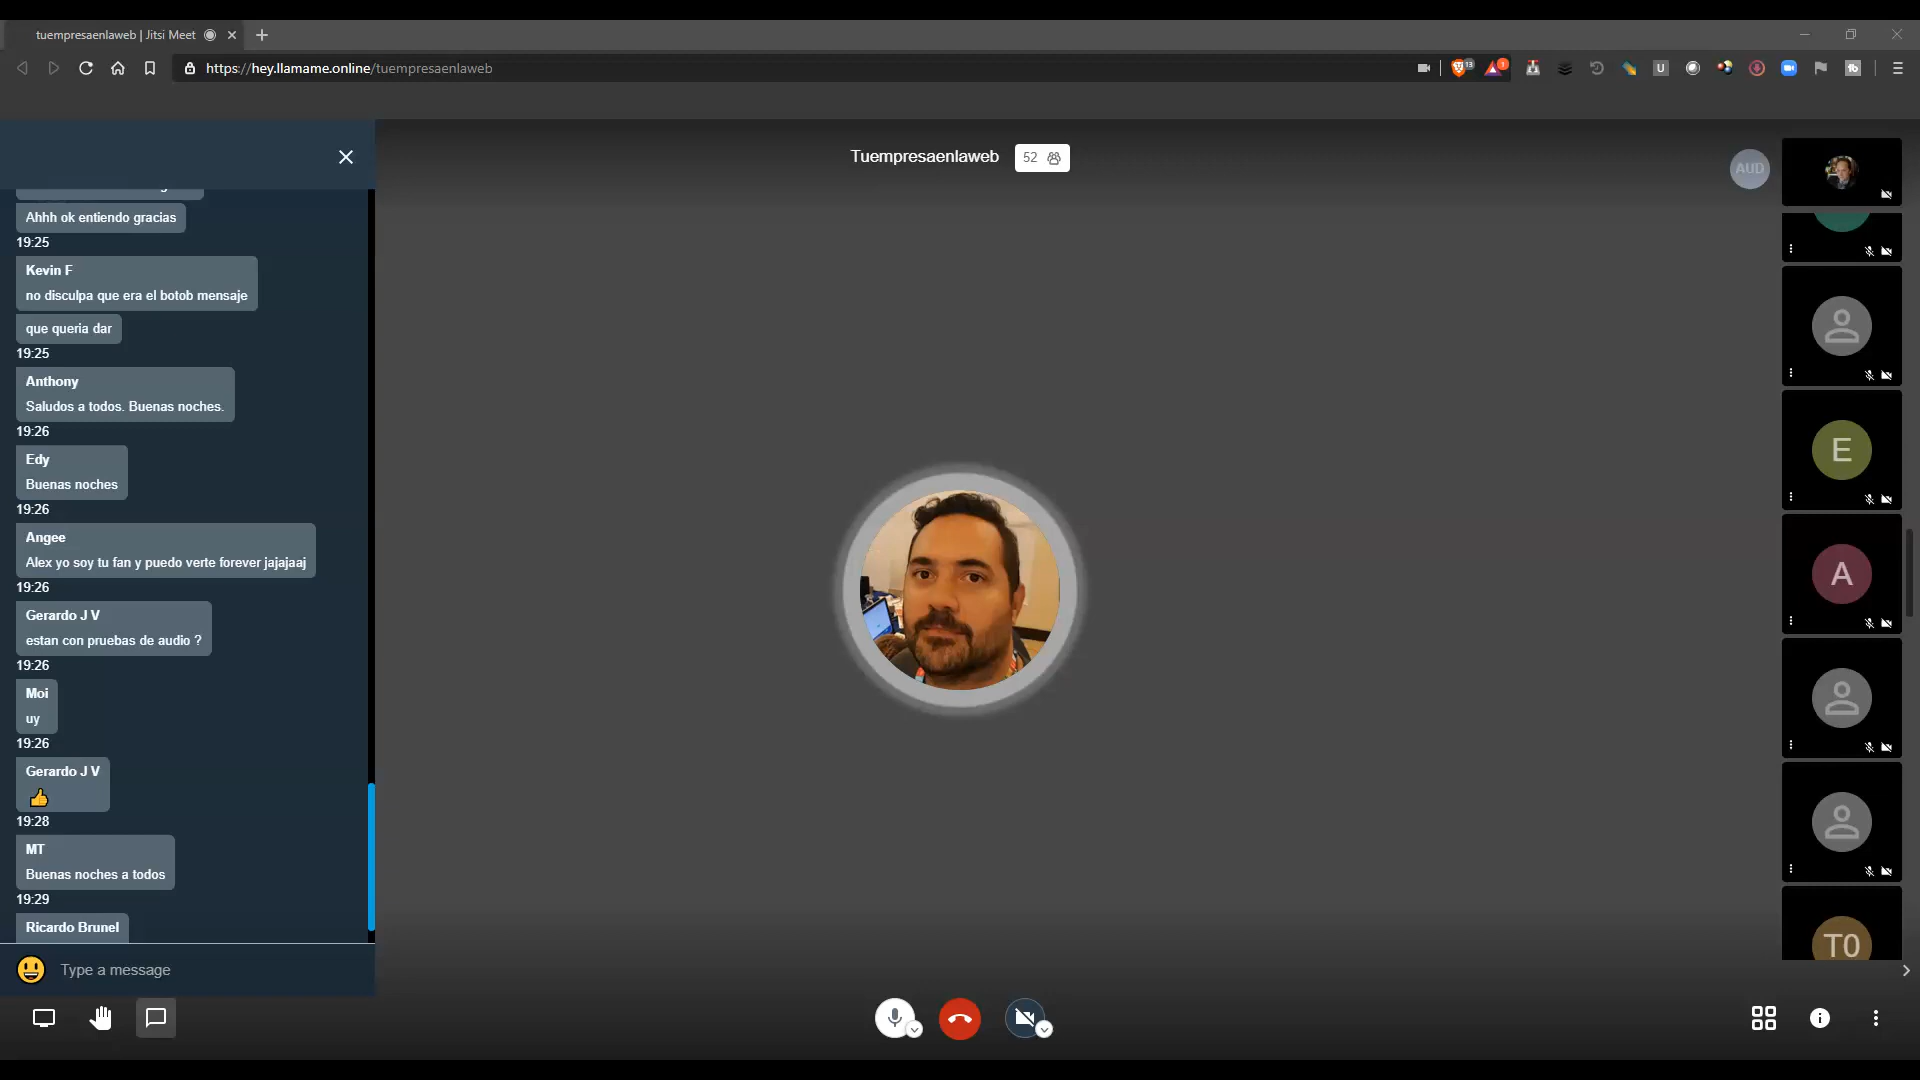 tuempresaenlaweb | Jitsi Meet
https://hey.llamame.online/tuempresaenlaweb
13
1
U
fb
Tuempresaenlaweb 52
AUD
Ahhh ok entiendo gracias
19:25
Kevin F
no disculpa que era el botob mensaje
que queria dar
19:25
Anthony
Saludos a todos. Buenas noches.
19:26
Edy
Buenas noches
19:26
Angee
Alex yo soy tu fan y puedo verte forever jajajaaj
19:26
Gerardo J V
estan con pruebas de audio ?
19:26
Moi
uy
19:26
Gerardo J V
👍
19:28
MT
Buenas noches a todos
19:29
Ricardo Brunel
Type a message
E
A
T0